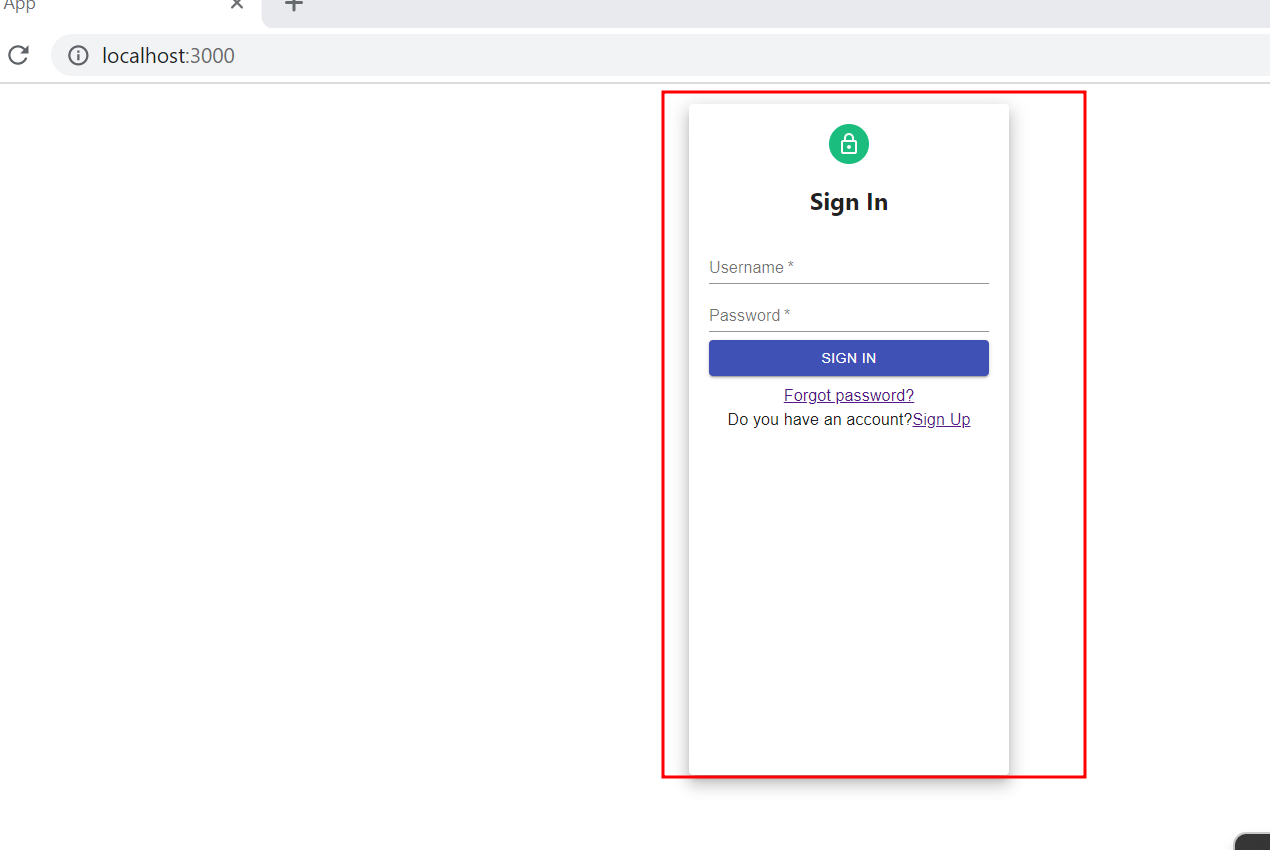 App
localhost:3000
Sign In
Username *
Password *
SIGN IN
Forgot password?
Do you have an account?Sign Up